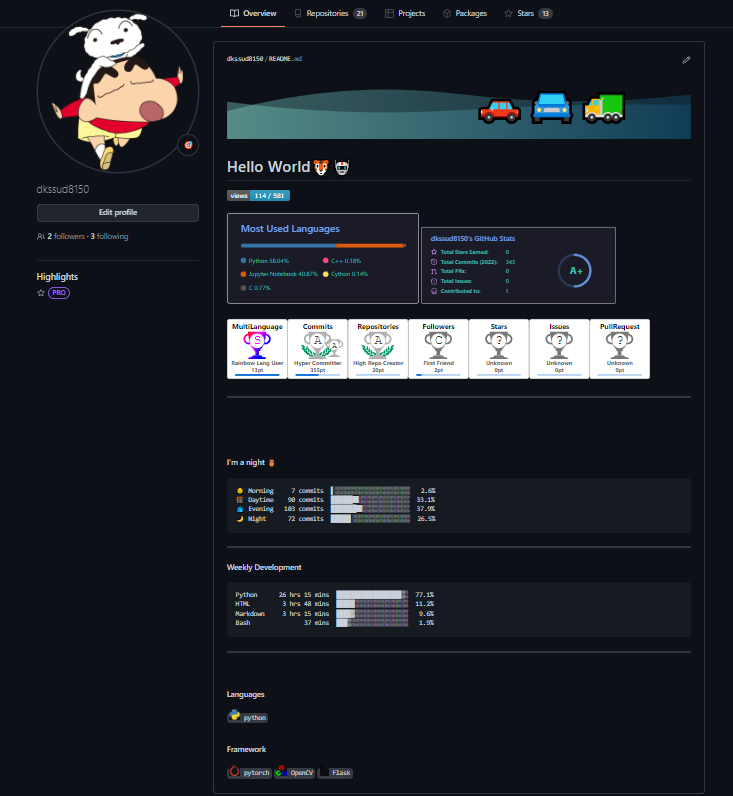 Overview Repositories 21 Projects Packages Stars 13
dkssud8150
Edit profile
2 followers · 3 following
Highlights
PRO
dkssud8150 / README.md
Hello World
views 114 / 581
Most Used Languages
Python 58.04% C++ 0.18%
Jupyter Notebook 40.87% Cython 0.14%
C 0.77%
dkssud8150's GitHub Stats
Total Stars Earned: 0
Total Commits (2022): 343
Total PRs: 0
Total Issues: 0
Contributed to: 1
A+
MultiLanguage Commits Repositories Followers Stars Issues PullRequest
S A A A C ? ? ?
Rainbow Lang User Hyper Committer High Repo Creator First Friend Unknown Unknown Unknown
13pt 355pt 20pt 2pt 0pt 0pt 0pt
I'm a night
Morning 7 commits 2.6%
Daytime 90 commits 33.1%
Evening 103 commits 37.9%
Night 72 commits 26.5%
Weekly Development
Python 26 hrs 15 mins 77.1%
HTML 3 hrs 48 mins 11.2%
Markdown 3 hrs 15 mins 9.6%
Bash 37 mins 1.9%
Languages
python
Framework
pytorch OpenCV Flask